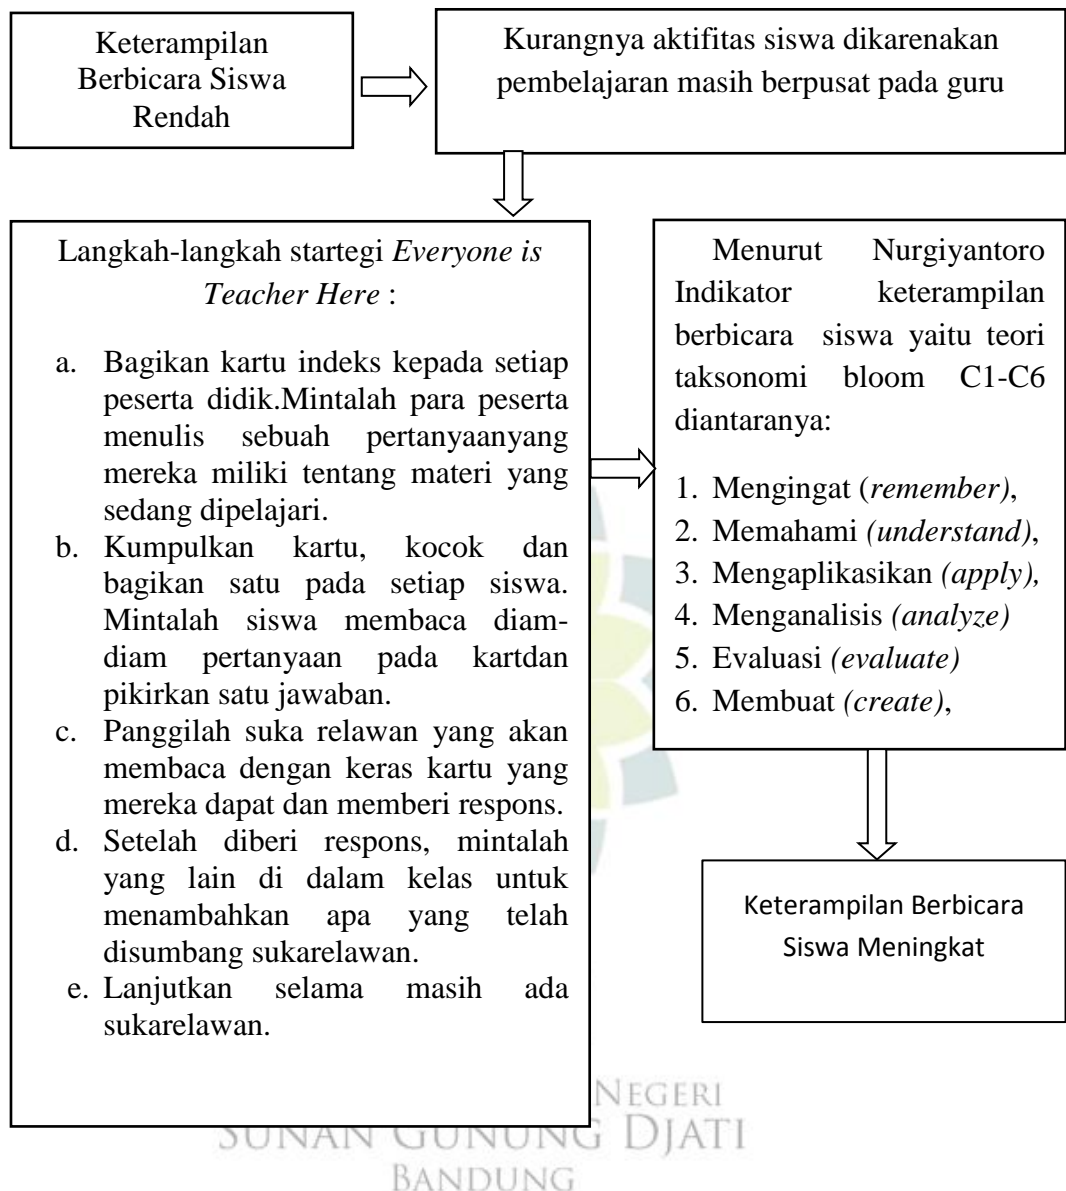 Keterampilan
Berbicara Siswa
Rendah
Kurangnya aktifitas siswa dikarenakan
pembelajaran masih berpusat pada guru
Langkah-langkah startegi Everyone is
Teacher Here :
a. Bagikan kartu indeks kepada setiap
peserta didik.Mintalah para peserta
menulis sebuah pertanyaanyang
mereka miliki tentang materi yang
sedang dipelajari.
b. Kumpulkan kartu, kocok dan
bagikan satu pada setiap siswa.
Mintalah siswa membaca diam-
diam pertanyaan pada kartdan
pikirkan satu jawaban.
c. Panggilah suka relawan yang akan
membaca dengan keras kartu yang
mereka dapat dan memberi respons.
d. Setelah diberi respons, mintalah
yang lain di dalam kelas untuk
menambahkan apa yang telah
disumbang sukarelawan.
e. Lanjutkan selama masih ada
sukarelawan.
Menurut Nurgiyantoro
Indikator keterampilan
berbicara siswa yaitu teori
taksonomi bloom C1-C6
diantaranya:
1. Mengingat (remember),
2. Memahami (understand),
3. Mengaplikasikan (apply),
4. Menganalisis (analyze)
5. Evaluasi (evaluate)
6. Membuat (create),
Keterampilan Berbicara
Siswa Meningkat
NEGERI
SUNAN GUNUNG DJATI
BANDUNG